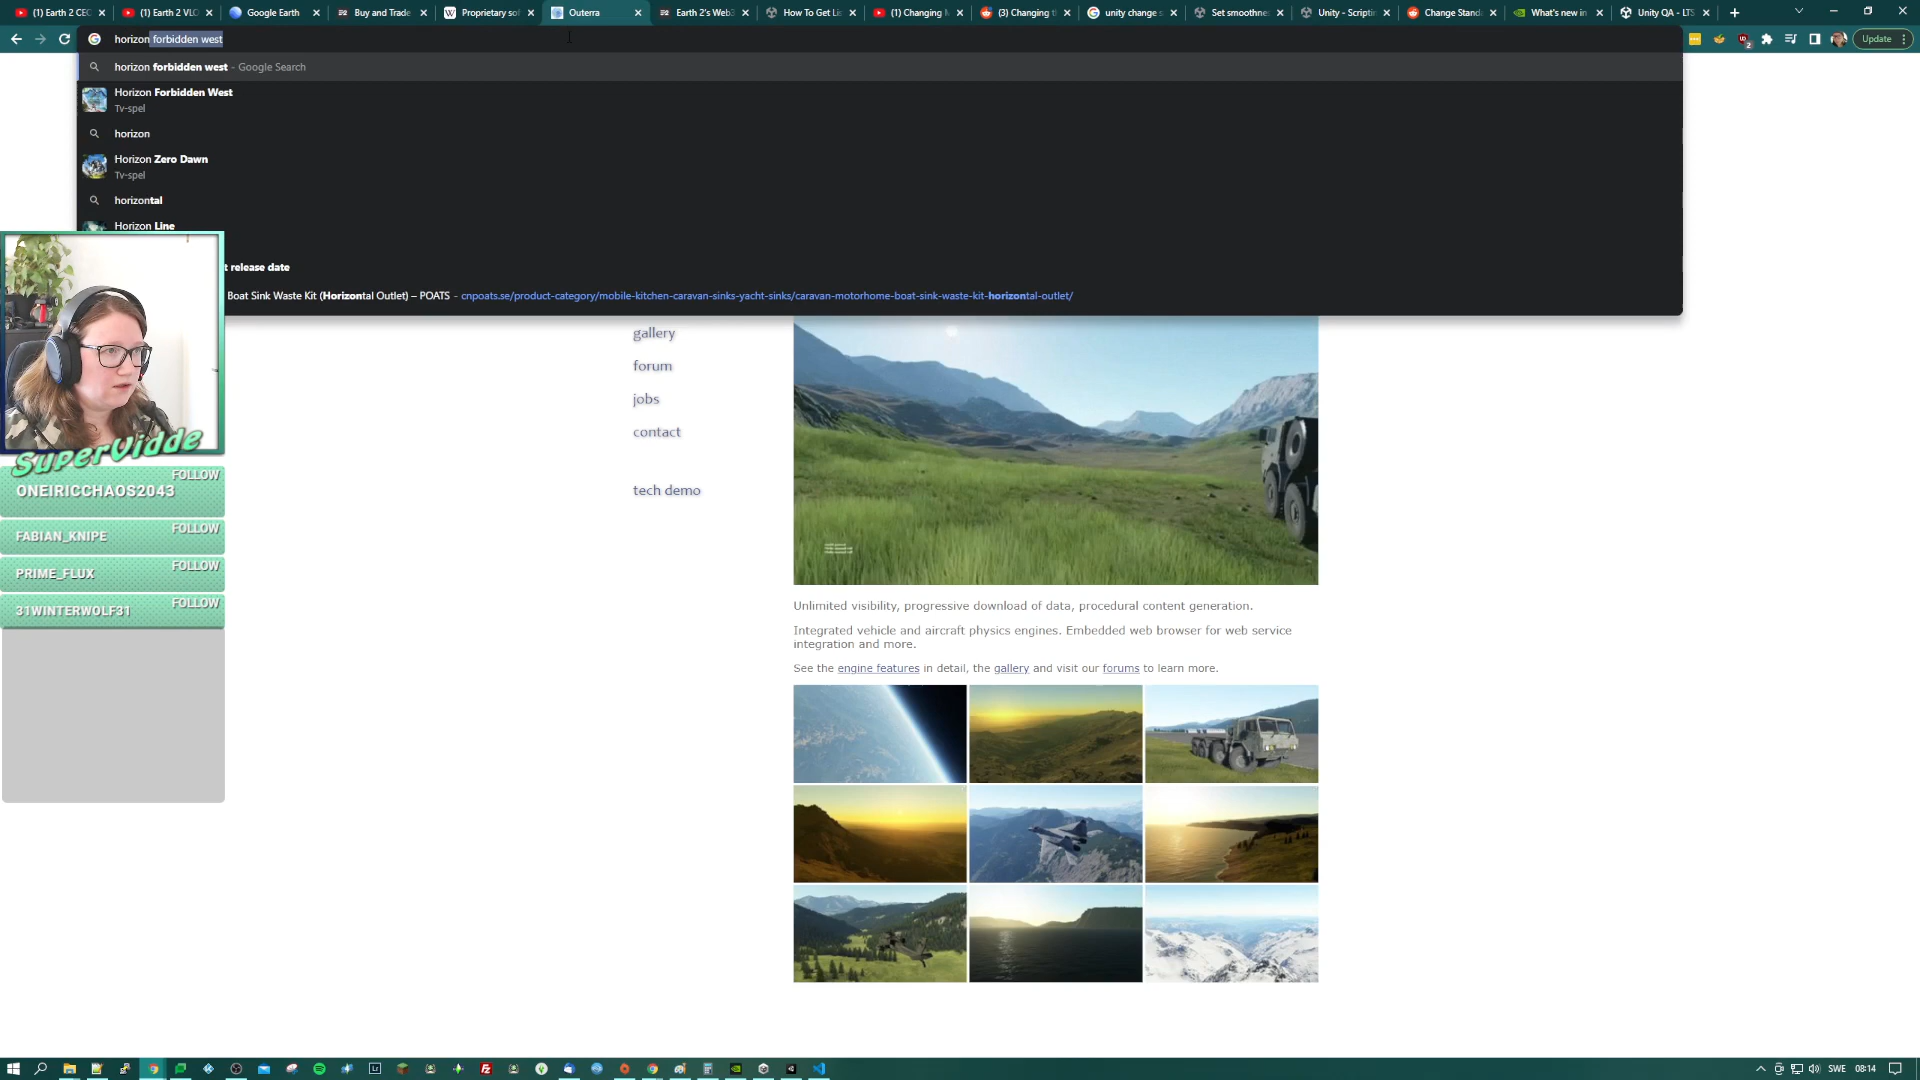 (1) Earth 2 CEC
(1) Earth 2 VLO
Google Earth
Buy and Trade
Proprietary sof
Outerra
Earth 2's Web3
How To Get Lis
(1) Changing M
(3) Changing th
unity change s
Set smoothnes
Unity - Scriptin
Change Stand
What's new in
Unity QA - LTS
horizon forbidden west
2
Update
horizon forbidden west - Google Search
Horizon Forbidden West
Tv-spel
horizon
Horizon Zero Dawn
Tv-spel
horizontal
Horizon Line
t release date
Boat Sink Waste Kit (Horizontal Outlet) – POATS - cnpoats.se/product-category/mobile-kitchen-caravan-sinks-yacht-sinks/caravan-motorhome-boat-sink-waste-kit-horizontal-outlet/
gallery
forum
jobs
contact
tech demo
SuperVidde
FOLLOW
ONEIRICCHAOS2043
FOLLOW
FABIAN_KNIPE
FOLLOW
PRIME_FLUX
FOLLOW
31WINTERWOLF31
Unlimited visibility, progressive download of data, procedural content generation.
Integrated vehicle and aircraft physics engines. Embedded web browser for web service
integration and more.
See the engine features in detail, the gallery and visit our forums to learn more.
SWE
08:14